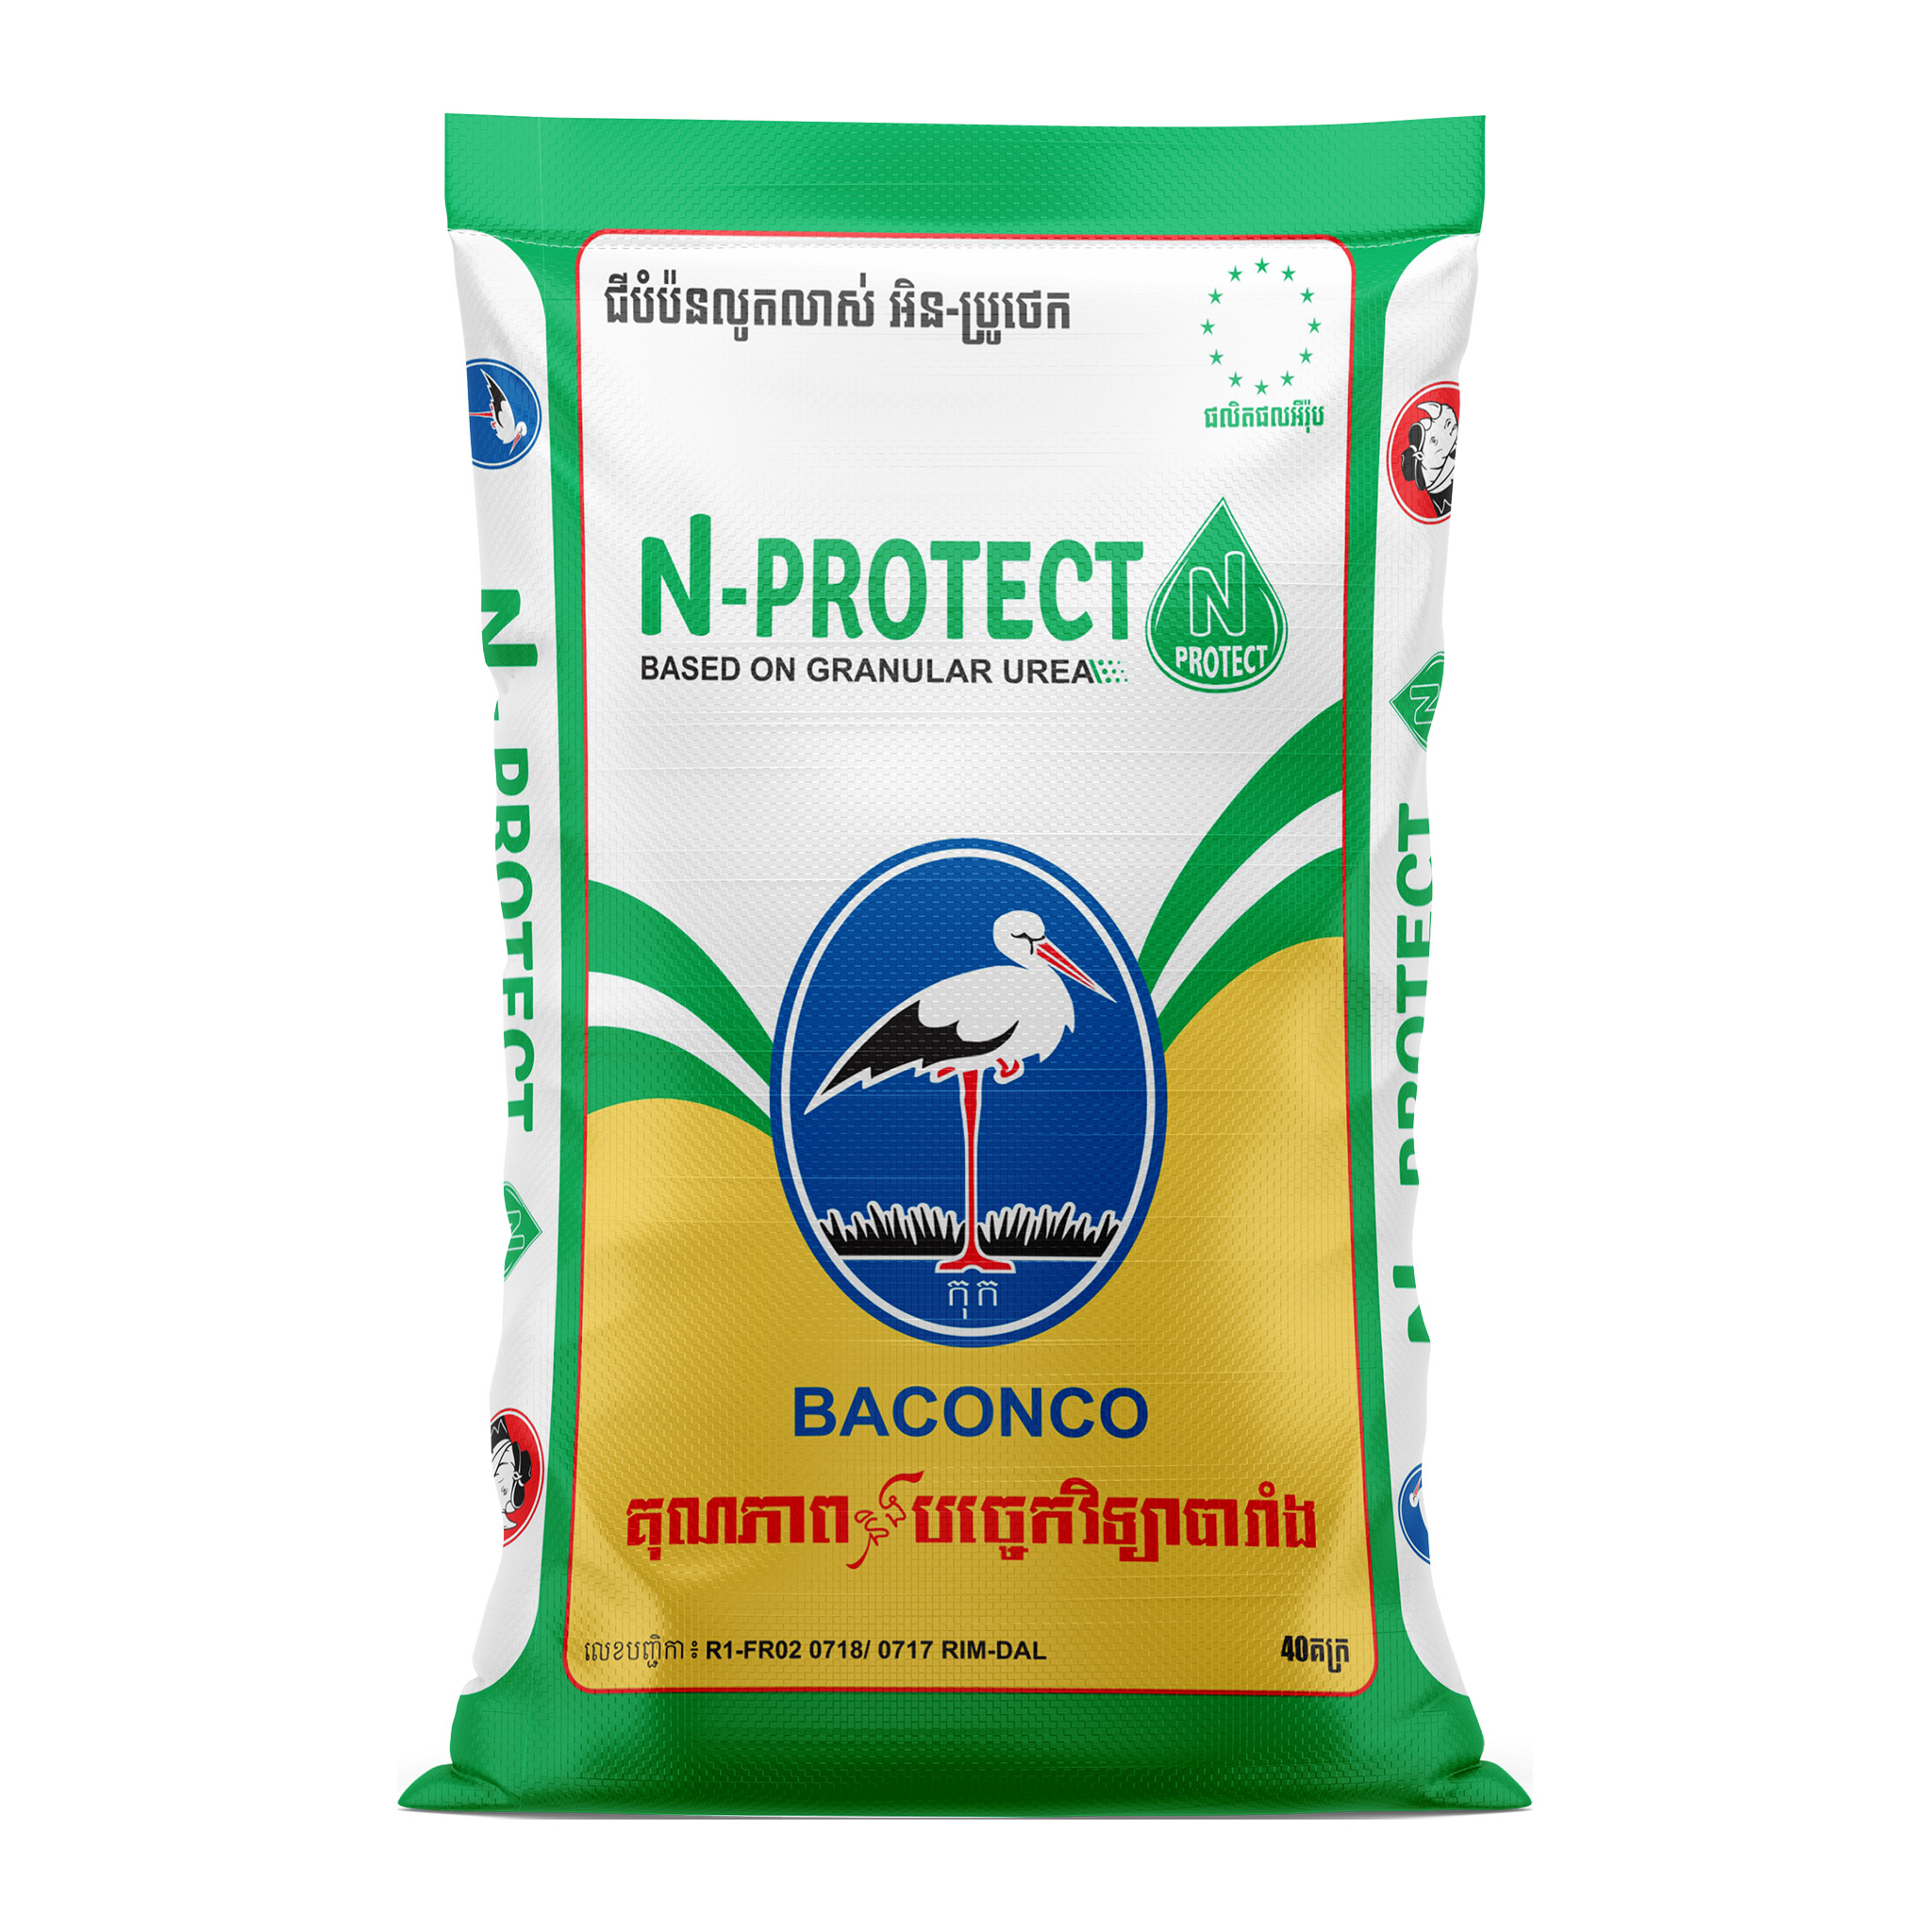 ជីបំប៉នលូតលាស់ អិន-ប្រូថេក
ផលិតផលអឺរ៉ុប
N-PROTECT
N
PROTECT
BASED ON GRANULAR UREA
កុក
BACONCO
គុណភាពនិងបច្ចេកវិទ្យាបារាំង
លេខបញ្ជិកា៖ R1-FR02 0718/ 0717 RIM-DAL
40គក្រ
N-PROTECT
N
N-PROTECT
N